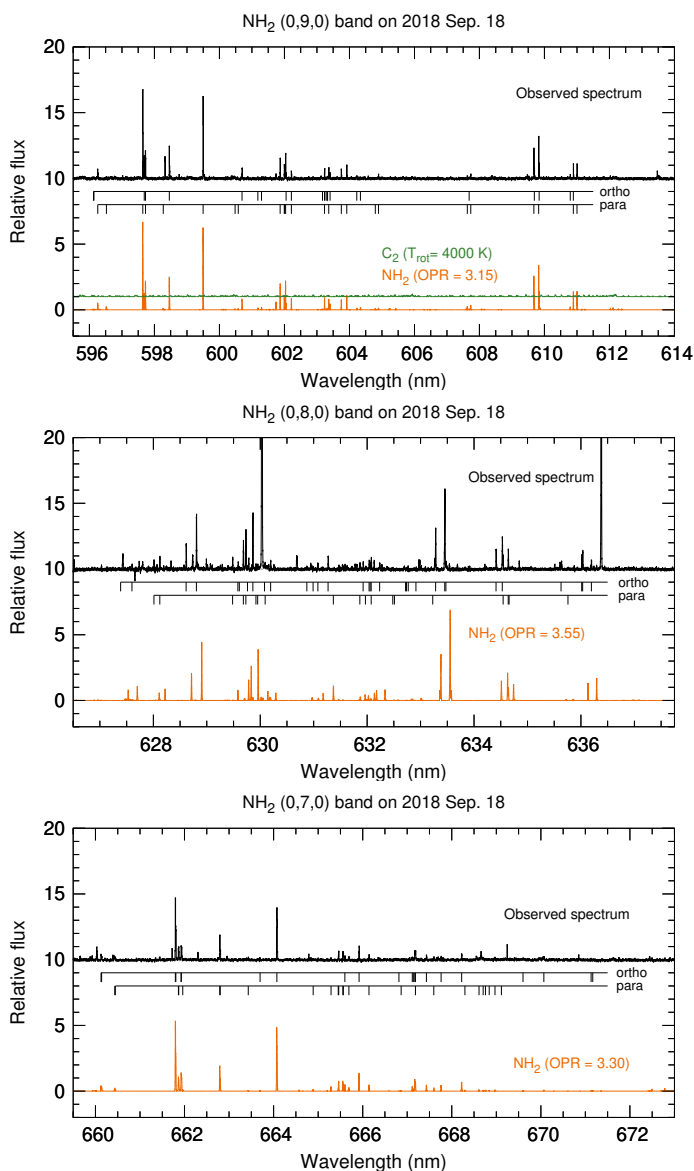 NH2 (0,9,0) band on 2018 Sep. 18
20
15
10
5
0
Relative flux
Observed spectrum
ortho
para
C2 (Trot= 4000 K)
NH2 (OPR = 3.15)
596 598 600 602 604 606 608 610 612 614
Wavelength (nm)
NH2 (0,8,0) band on 2018 Sep. 18
20
15
10
5
0
Relative flux
Observed spectrum
ortho
para
NH2 (OPR = 3.55)
628 630 632 634 636
Wavelength (nm)
NH2 (0,7,0) band on 2018 Sep. 18
20
15
10
5
0
Relative flux
Observed spectrum
ortho
para
NH2 (OPR = 3.30)
660 662 664 666 668 670 672
Wavelength (nm)